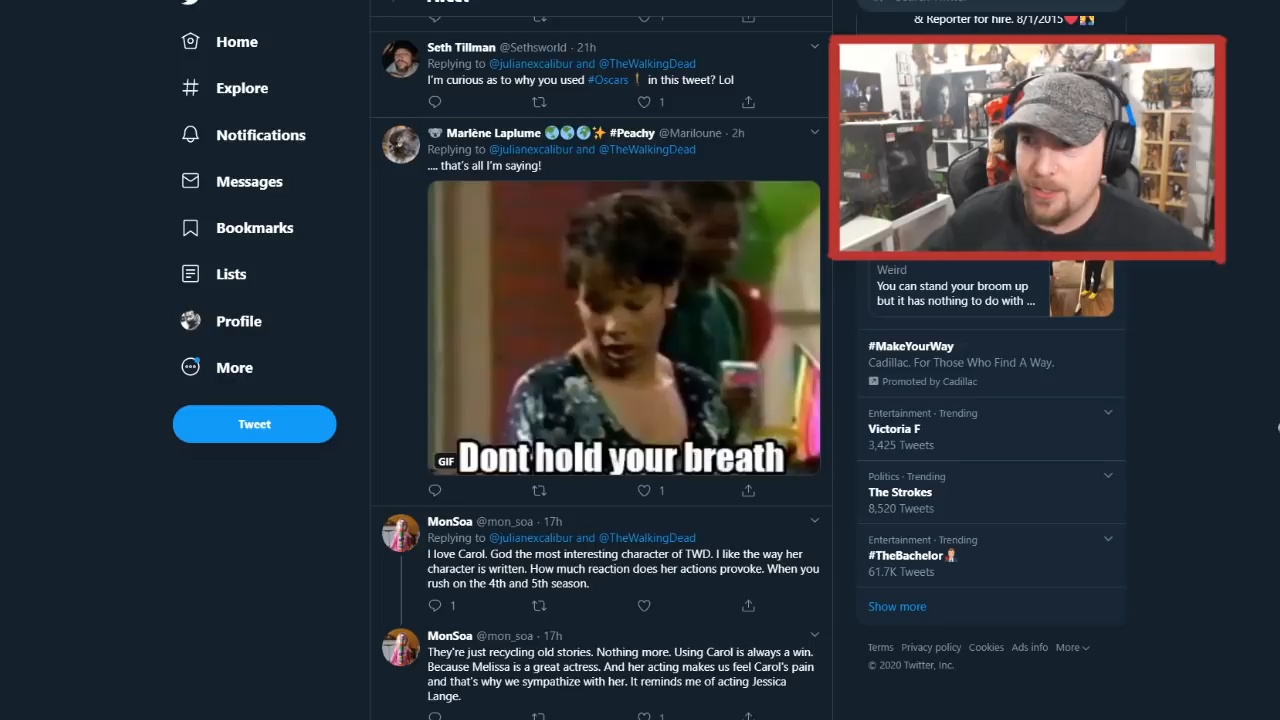 Home
Explore
Notifications
Messages
Bookmarks
Lists
Profile
More
Tweet
Seth Tillman @Sethsworld · 21h
Replying to @julianexcalibur and @TheWalkingDead
I'm curious as to why you used #Oscars in this tweet? Lol
1
Marlène Laplume #Peachy @Mariloune · 2h
Replying to @julianexcalibur and @TheWalkingDead
.... that's all I'm saying!
GIF Dont hold your breath
1
MonSoa @mon_soa · 17h
Replying to @julianexcalibur and @TheWalkingDead
I love Carol. God the most interesting character of TWD. I like the way her
character is written. How much reaction does her actions provoke. When you
rush on the 4th and 5th season.
1
MonSoa @mon_soa · 17h
They're just recycling old stories. Nothing more. Using Carol is always a win.
Because Melissa is a great actress. And her acting makes us feel Carol's pain
and that's why we sympathize with her. It reminds me of acting Jessica
Lange.
1
& Reporter for hire. 8/1/2015
Weird
You can stand your broom up
but it has nothing to do with ...
#MakeYourWay
Cadillac. For Those Who Find A Way.
Promoted by Cadillac
Entertainment · Trending
Victoria F
3,425 Tweets
Politics · Trending
The Strokes
8,520 Tweets
Entertainment · Trending
#TheBachelor
61.7K Tweets
Show more
Terms Privacy policy Cookies Ads info More
© 2020 Twitter, Inc.